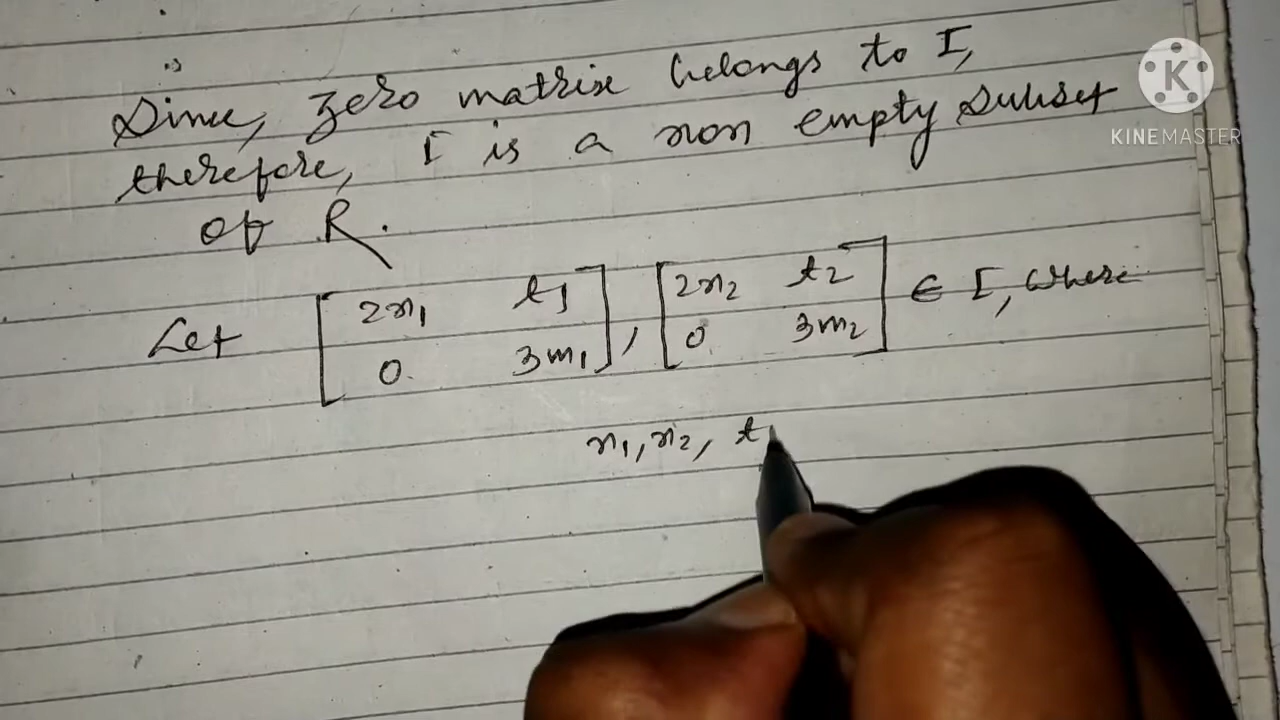 Since, zero matrix belongs to I,
therefore, I is a non empty subset
of R.
Let [2n₁ t₁; 0 3m₁], [2n₂ t₂; 0 3m₂] ∈ I, where
n₁, n₂, t
K
KINEMASTER